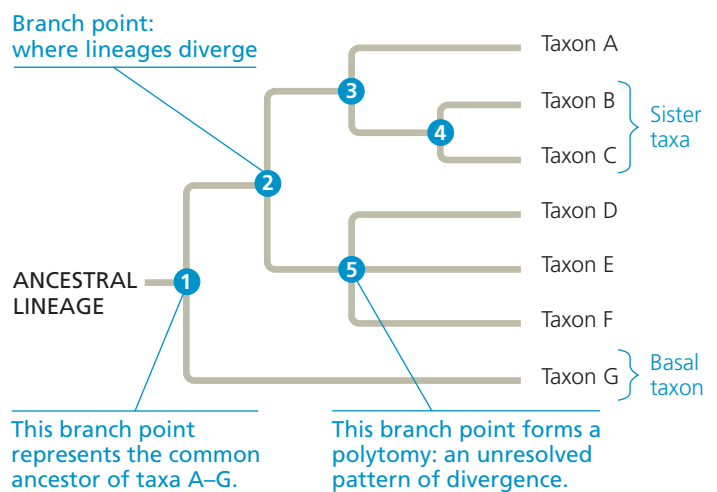 Branch point:
where lineages diverge
Taxon A
3
Taxon B
4
Sister
taxa
Taxon C
2
Taxon D
ANCESTRAL
LINEAGE
1
5
Taxon E
Taxon F
Taxon G
Basal
taxon
This branch point
represents the common
ancestor of taxa A–G.
This branch point forms a
polytomy: an unresolved
pattern of divergence.